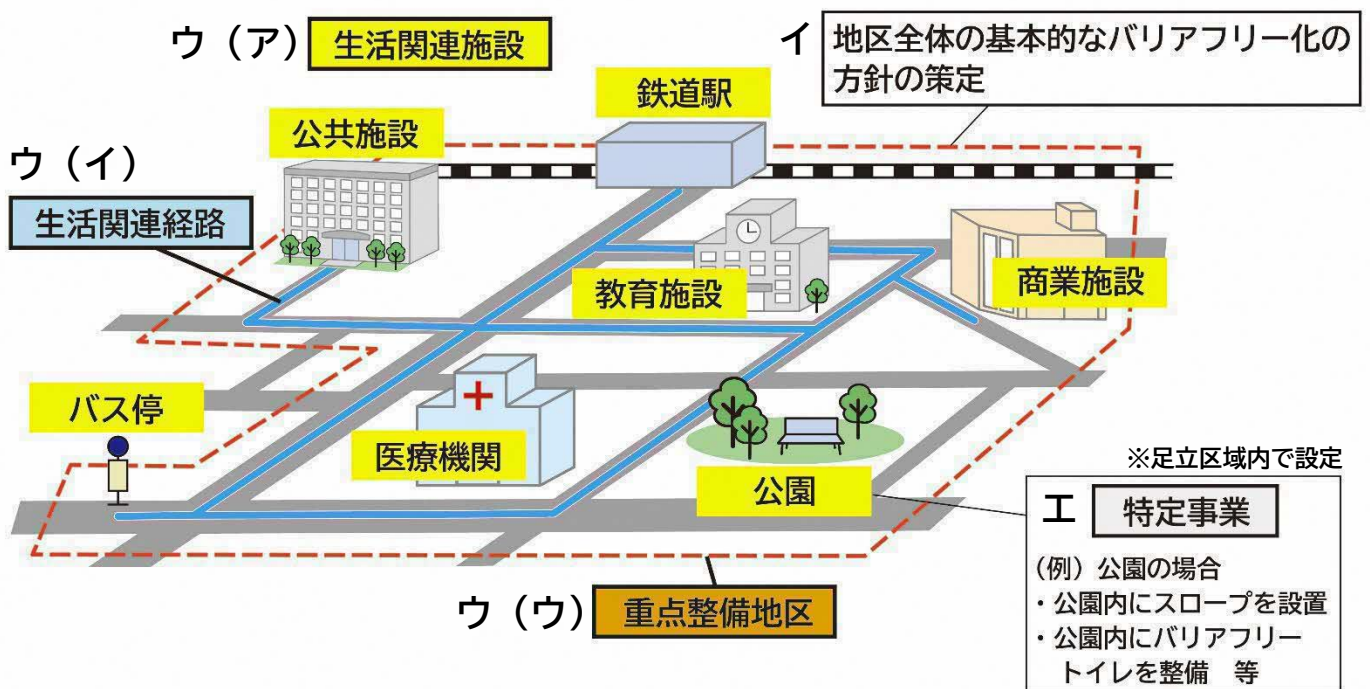 ウ（ア）
生活関連施設
イ
地区全体の基本的なバリアフリー化の
方針の策定
鉄道駅
公共施設
ウ（イ）
生活関連経路
教育施設
商業施設
バス停
医療機関
公園
※足立区域内で設定
エ
特定事業
（例）公園の場合
・公園内にスロープを設置
・公園内にバリアフリー
トイレを整備　等
ウ（ウ）
重点整備地区